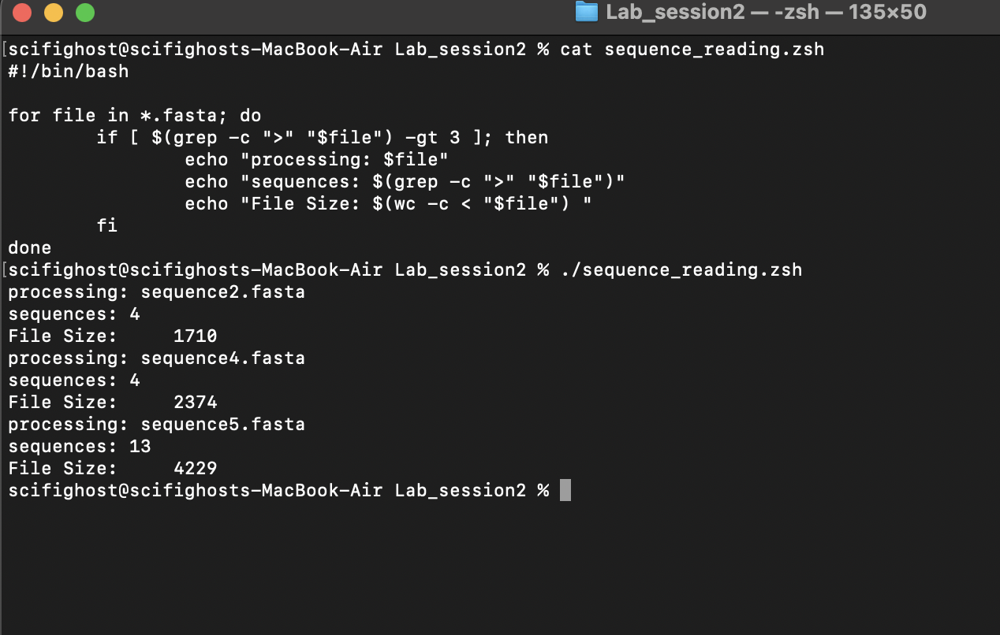 Lab_session2 — -zsh — 135×50
[scifighost@scifighosts-MacBook-Air Lab_session2 % cat sequence_reading.zsh
#!/bin/bash

for file in *.fasta; do
        if [ $(grep -c ">" "$file") -gt 3 ]; then
                echo "processing: $file"
                echo "sequences: $(grep -c ">" "$file")"
                echo "File Size: $(wc -c < "$file") "
        fi
done
[scifighost@scifighosts-MacBook-Air Lab_session2 % ./sequence_reading.zsh
processing: sequence2.fasta
sequences: 4
File Size:     1710
processing: sequence4.fasta
sequences: 4
File Size:     2374
processing: sequence5.fasta
sequences: 13
File Size:     4229
scifighost@scifighosts-MacBook-Air Lab_session2 %